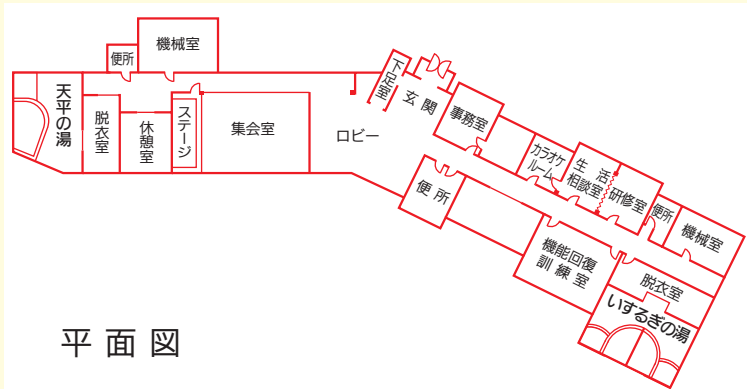 便所
機械室
天平の湯
脱衣室
休憩室
ステージ
集会室
ロビー
下足室
玄関
事務室
カラオケ
ルーム
生活
相談室
研修室
便所
機械室
便所
機能回復
訓練室
脱衣室
いするぎの湯
平面図